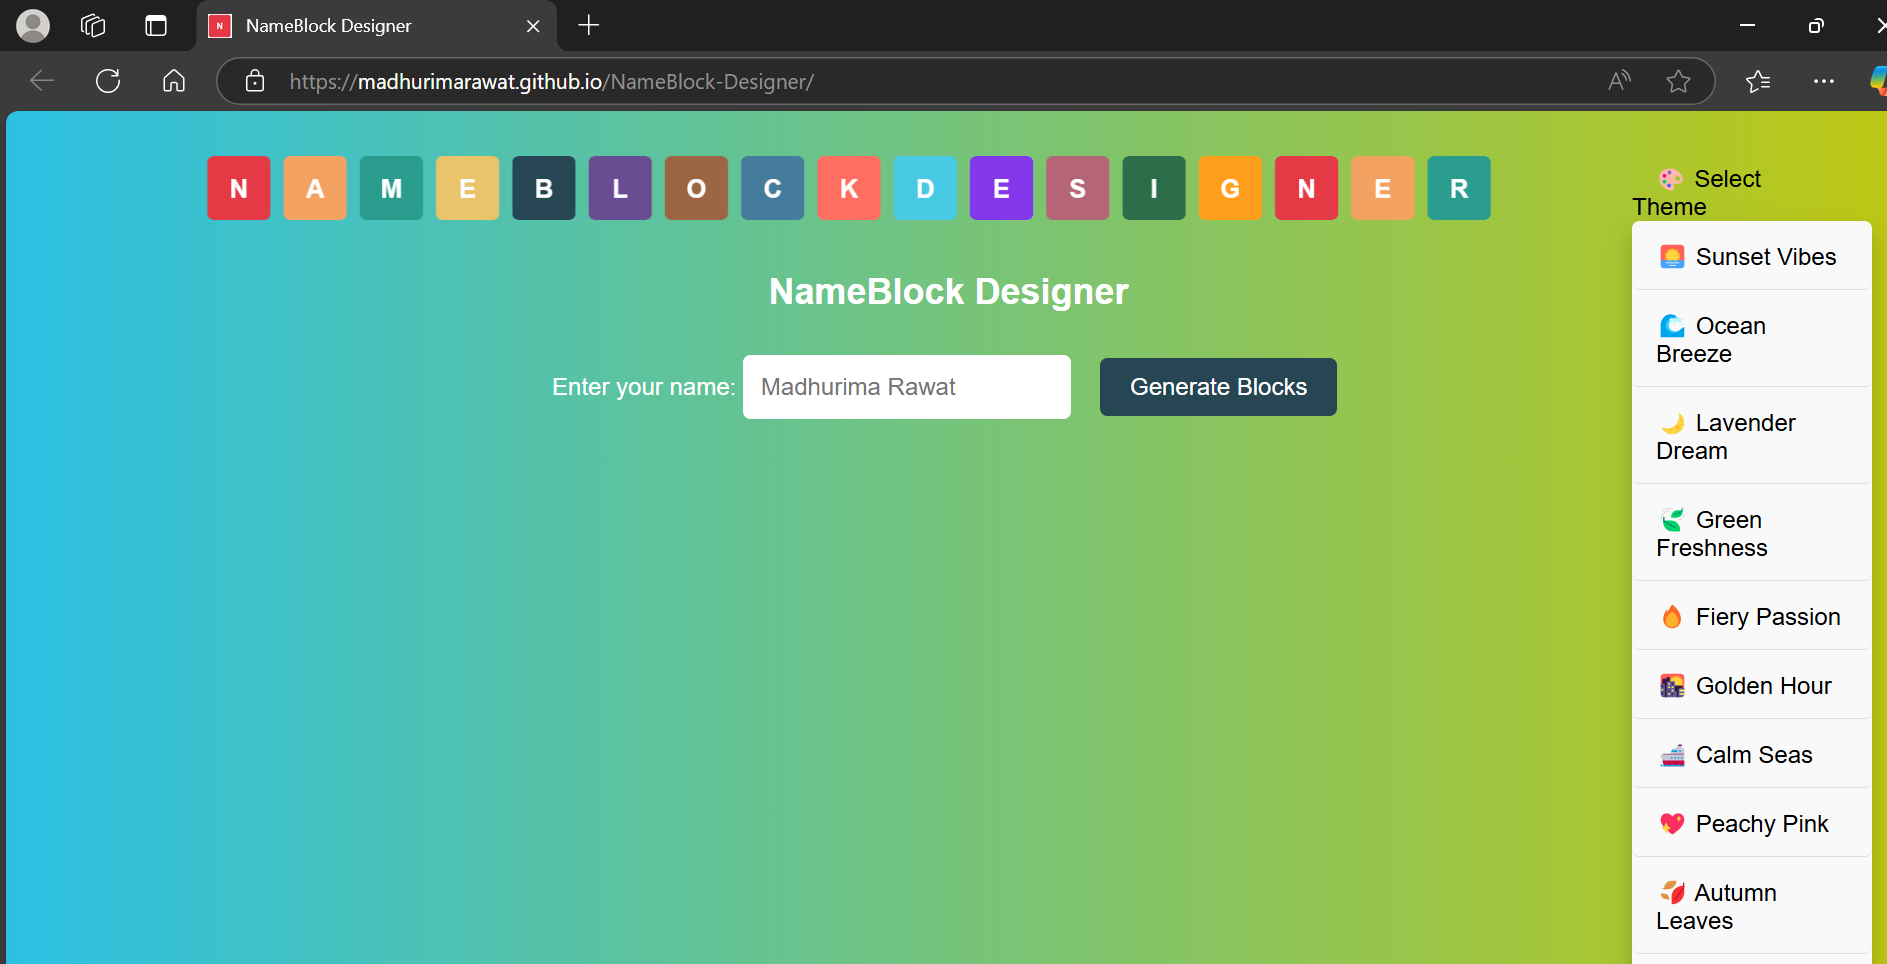 N NameBlock Designer
https://madhurimarawat.github.io/NameBlock-Designer/
N A M E B L O C K D E S I G N E R
Select
Theme
NameBlock Designer
Enter your name: Madhurima Rawat Generate Blocks
Sunset Vibes
Ocean
Breeze
Lavender
Dream
Green
Freshness
Fiery Passion
Golden Hour
Calm Seas
Peachy Pink
Autumn
Leaves